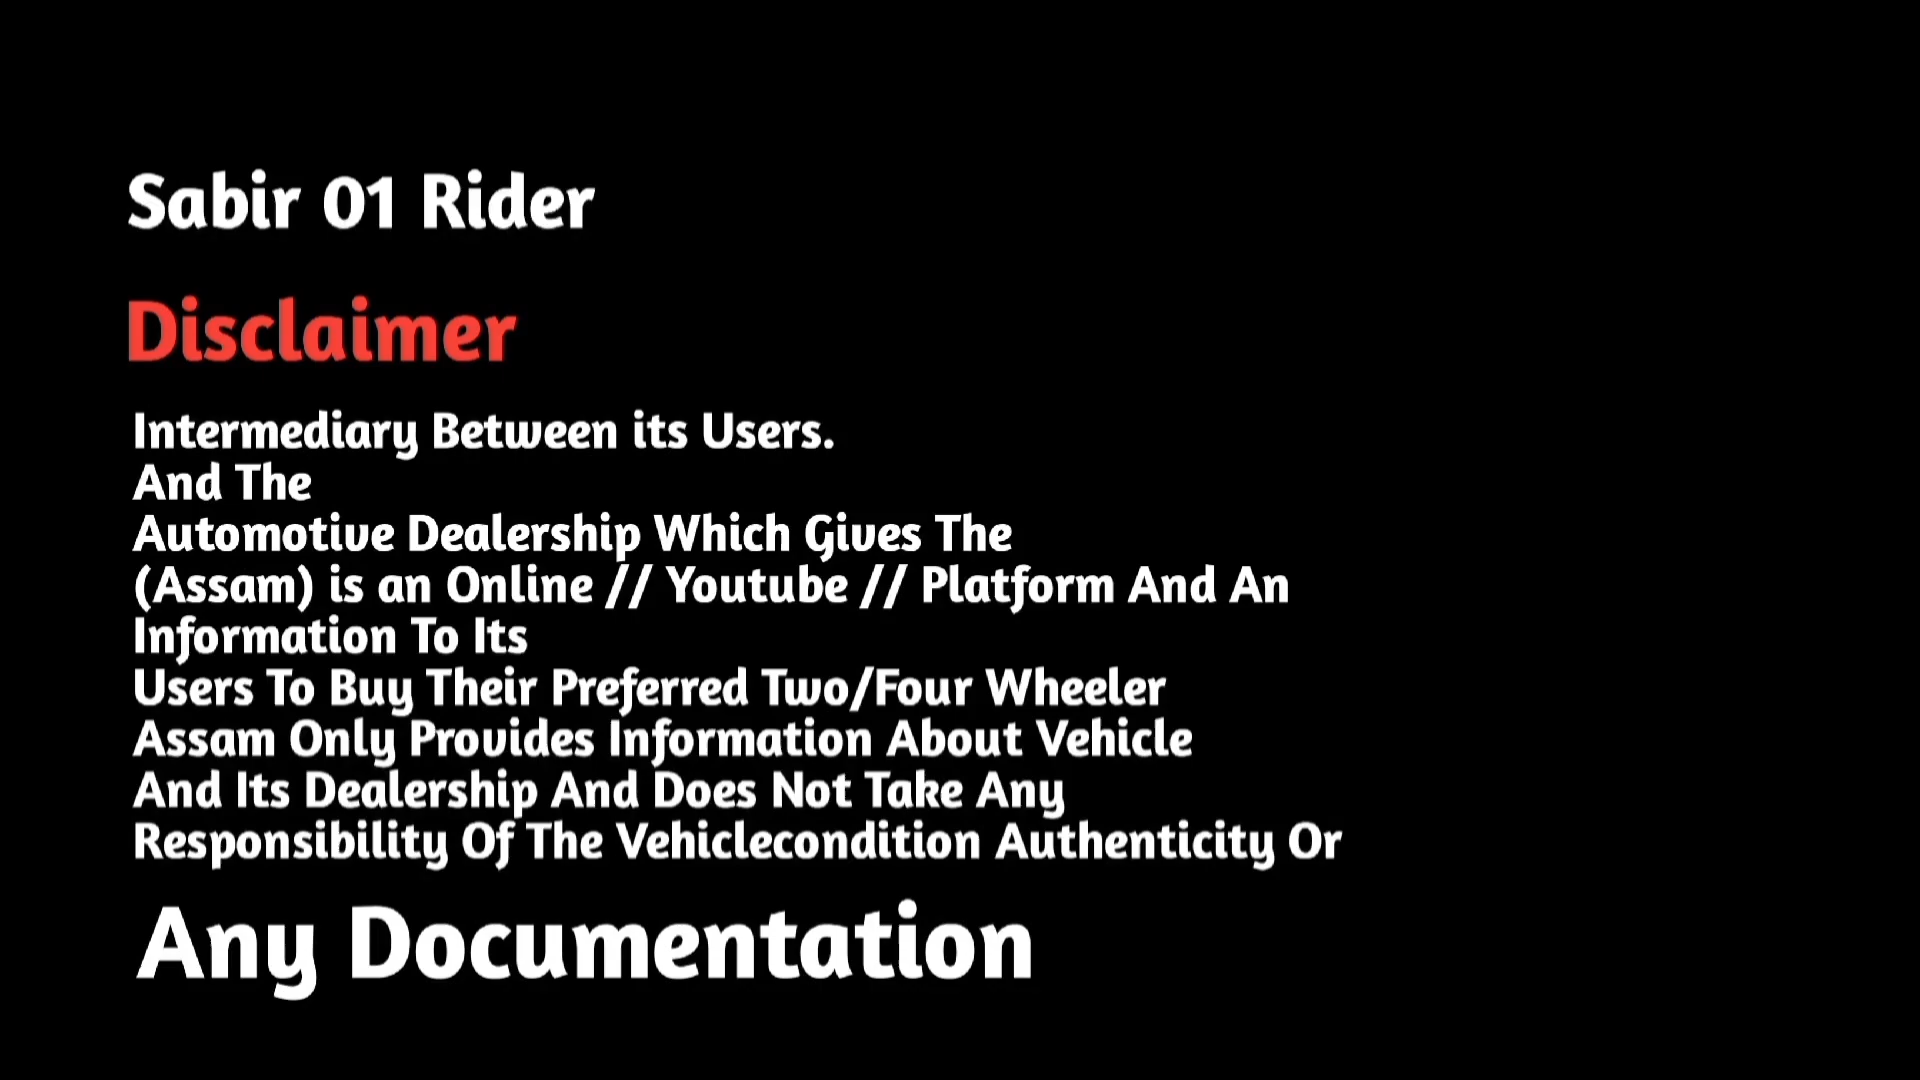 Sabir 01 Rider
Disclaimer
Intermediary Between its Users.
And The
Automotive Dealership Which Gives The
(Assam) is an Online // Youtube // Platform And An
Information To Its
Users To Buy Their Preferred Two/Four Wheeler
Assam Only Provides Information About Vehicle
And Its Dealership And Does Not Take Any
Responsibility Of The Vehiclecondition Authenticity Or
Any Documentation